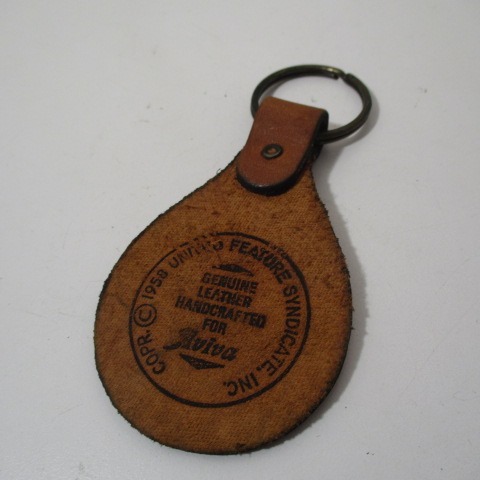 COPR. © 1958 UNITED FEATURE SYNDICATE, INC.
GENUINE
LEATHER
HANDCRAFTED
FOR
Aviva